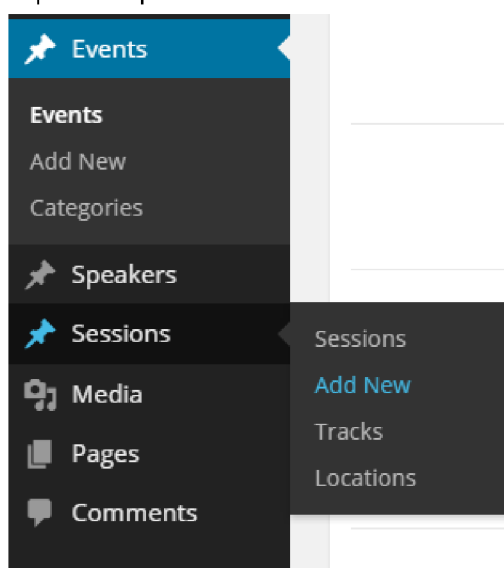 Events
Events
Add New
Categories
Speakers
Sessions
Sessions
Add New
Tracks
Locations
Media
Pages
Comments